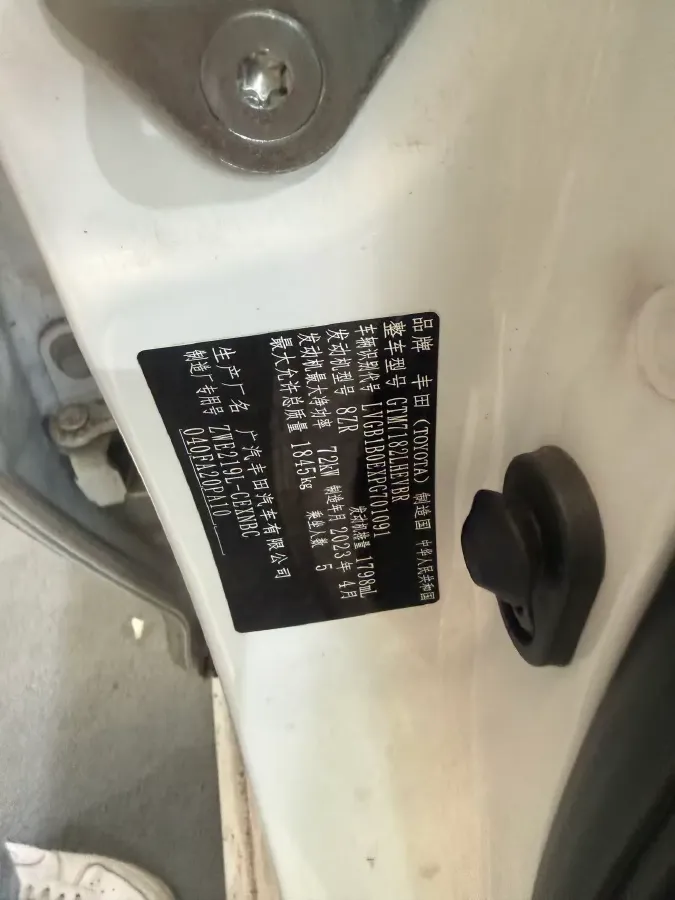 品牌 丰田(TOYOTA) 制造国 中华人民共和国
整车型号 GTM7182LHEVBR
车辆识别代号 LVGB1B0EXPG701091
发动机型号 8ZR 发动机排量 1798mL
发动机最大净功率 72kW 制造年月 2023年4月
最大允许总质量 1845kg 乘坐人数 5
生产厂名 广汽丰田汽车有限公司
制造厂专用号 ZWE219L-GEXNBC
040FA20PA10